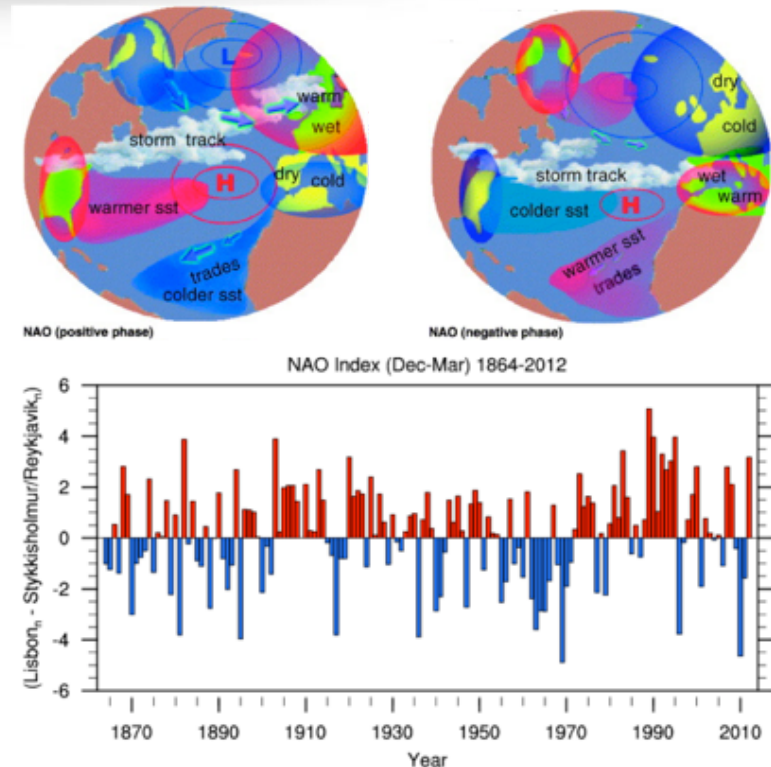 L
warm
wet
storm track
H
dry
cold
warmer sst
trades
colder sst
NAO (positive phase)
L
dry
cold
storm track
wet
warm
colder sst
H
warmer sst
trades
NAO (negative phase)
NAO Index (Dec-Mar) 1864-2012
(Lisbonₙ - Stykkisholmur/Reykjavikₙ)
6
4
2
0
-2
-4
-6
1870
1890
1910
1930
1950
1970
1990
2010
Year